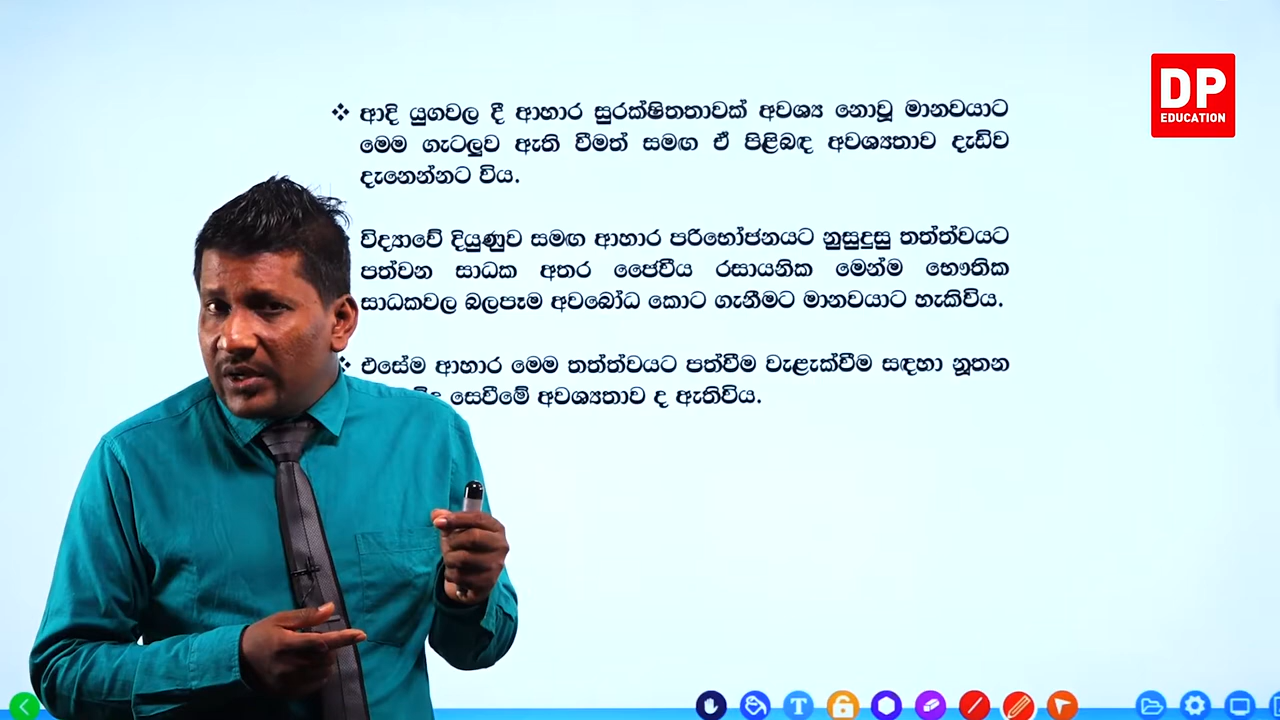 DP
EDUCATION
❖ ආදි යුගවල දී ආහාර සුරක්ෂිතතාවක් අවශ්‍ය නොවූ මානවයාට
මෙම ගැටලුව ඇති වීමත් සමඟ ඒ පිළිබඳ අවශ්‍යතාව දැඩිව
දැනෙන්නට විය.
විද්‍යාවේ දියුණුව සමඟ ආහාර පරිභෝජනයට නුසුදුසු තත්ත්වයට
පත්වන සාධක අතර ජෛවීය රසායනික මෙන්ම භෞතික
සාධකවල බලපෑම අවබෝධ කොට ගැනීමට මානවයාට හැකිවිය.
එසේම ආහාර මෙම තත්ත්වයට පත්වීම වැළැක්වීම සඳහා නූතන
සෙවීමේ අවශ්‍යතාව ද ඇතිවිය.